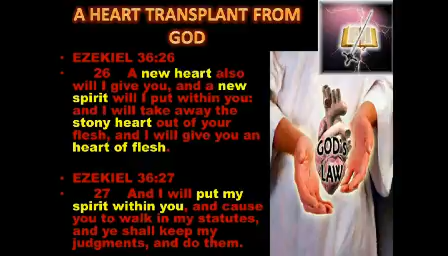 A HEART TRANSPLANT FROM
GOD
• EZEKIEL 36:26
• 26 A new heart also
will I give you, and a new
spirit will I put within you:
and I will take away the
stony heart out of your
flesh, and I will give you an
heart of flesh.
• EZEKIEL 36:27
• 27 And I will put my
spirit within you, and cause
you to walk in my statutes,
and ye shall keep my
judgments, and do them.
GOD'S
LAW